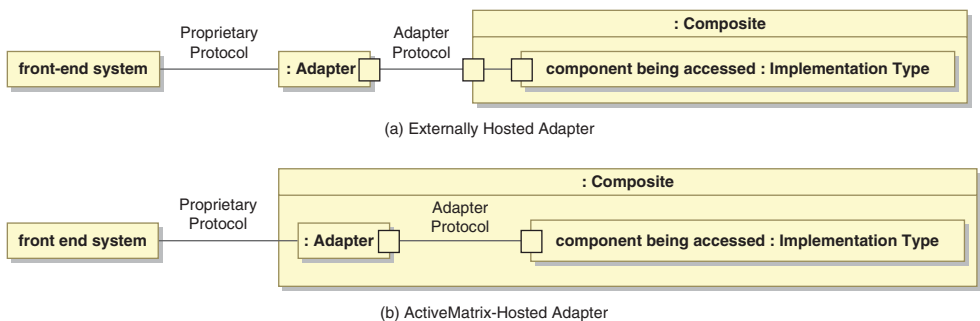 : Composite
Proprietary
Protocol
Adapter
Protocol
front-end system
: Adapter
component being accessed : Implementation Type
(a) Externally Hosted Adapter
: Composite
Proprietary
Protocol
Adapter
Protocol
front end system
: Adapter
component being accessed : Implementation Type
(b) ActiveMatrix-Hosted Adapter